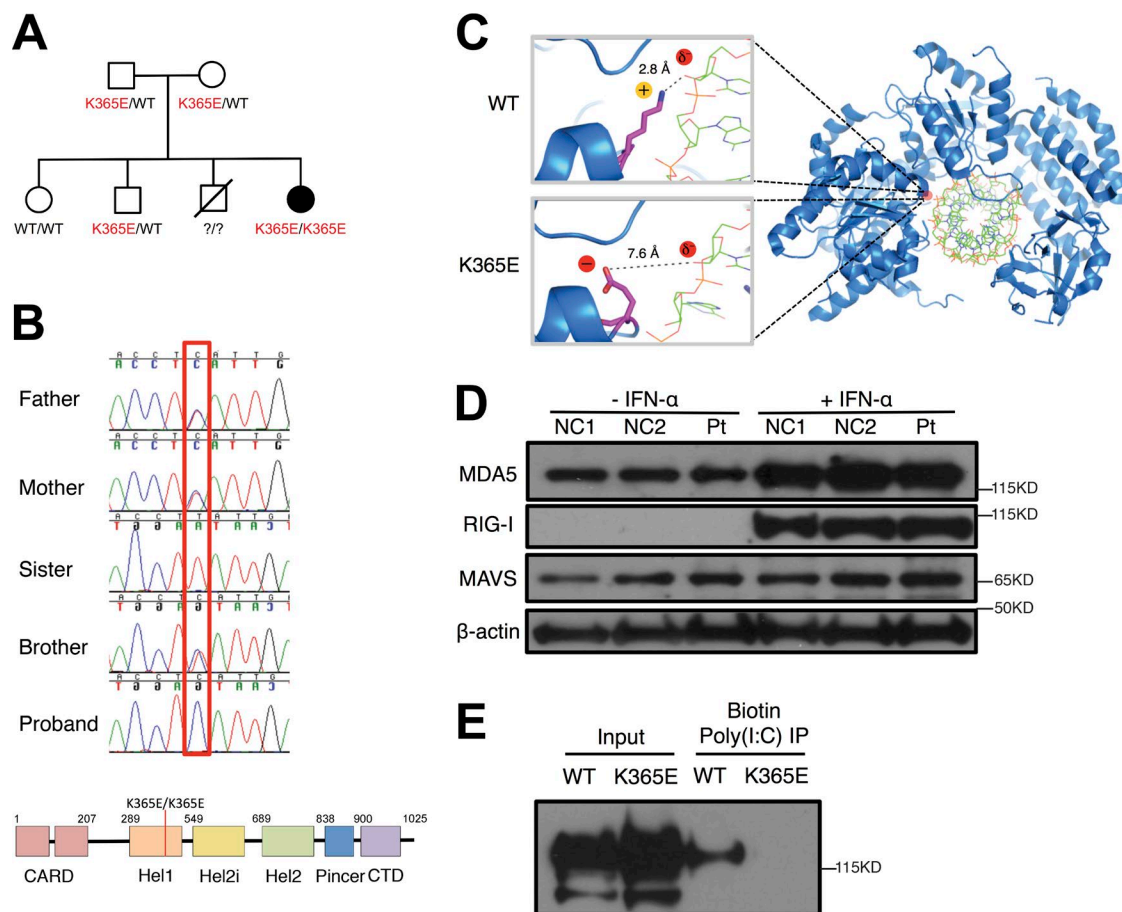 A
K365E/WT K365E/WT
WT/WT K365E/WT ?/? K365E/K365E
B
A C C T C A T T G
A C C T C A T T G
Father
A C C T C A T T G
A C C T C A T T G
Mother
A C C T T A T T G
Sister
A C C T C A T T G
Brother
A C C T C A T T G
Proband
K365E/K365E
1 207 289 549 689 838 900 1025
CARD Hel1 Hel2i Hel2 Pincer CTD
C
WT
2.8 Å
+
δ-
K365E
7.6 Å
−
δ-
D
- IFN-α + IFN-α
NC1 NC2 Pt NC1 NC2 Pt
MDA5
115KD
RIG-I
115KD
MAVS
65KD
50KD
β-actin
E
Input
Biotin
Poly(I:C) IP
WT K365E WT K365E
115KD